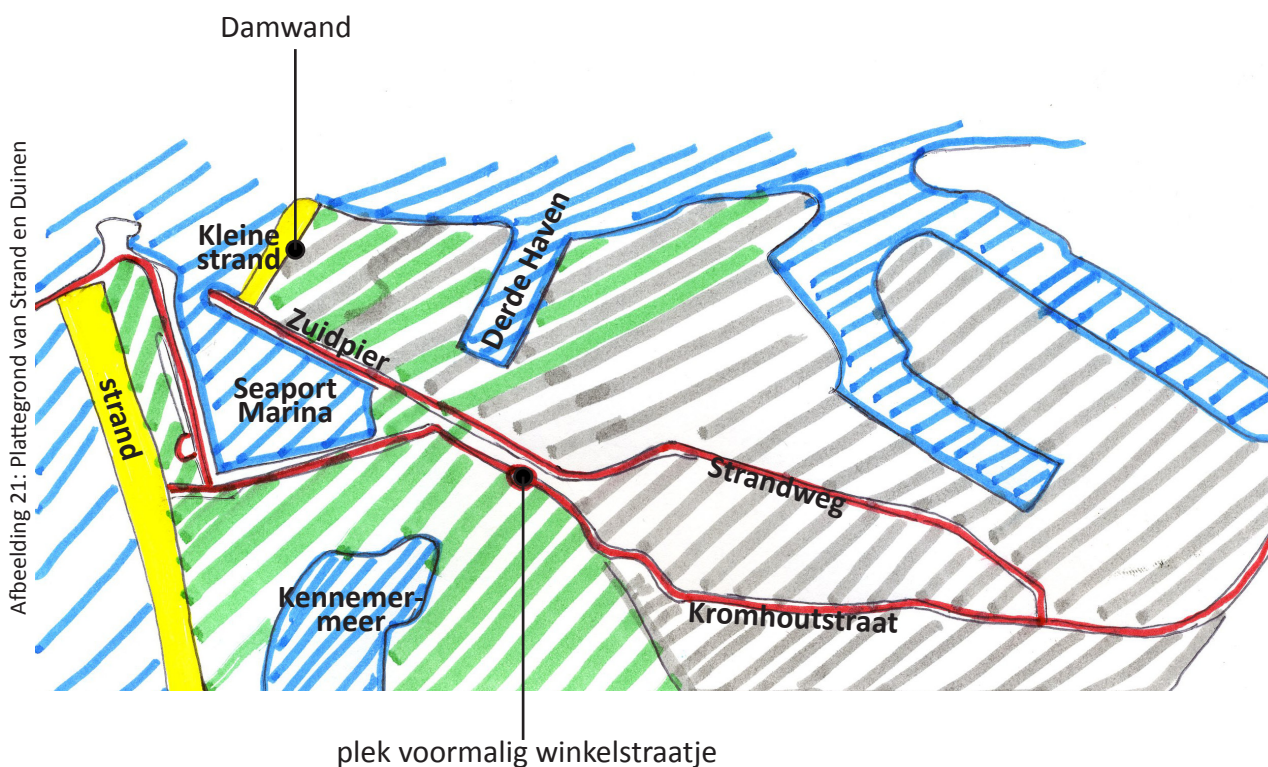 Damwand
Afbeelding 21: Plattegrond van Strand en Duinen
Kleine
strand
Derde Haven
Zuidpier
strand
Seaport
Marina
Strandweg
Kennemer-
meer
Kromhoutstraat
plek voormalig winkelstraatje